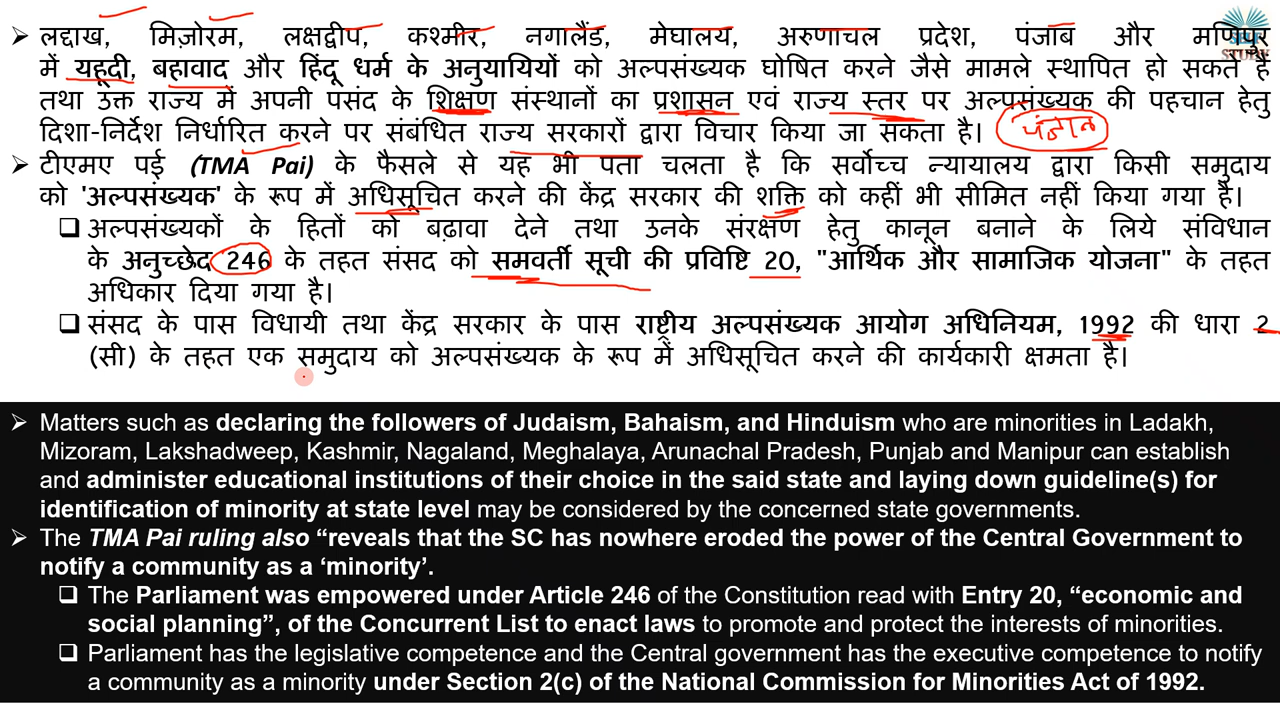 SELF
STUDY
➢ लद्दाख, मिज़ोरम, लक्षद्वीप, कश्मीर, नगालैंड, मेघालय, अरुणाचल प्रदेश, पंजाब और मणिपुर
में यहूदी, बहावाद और हिंदू धर्म के अनुयायियों को अल्पसंख्यक घोषित करने जैसे मामले स्थापित हो सकते हैं
तथा उक्त राज्य में अपनी पसंद के शिक्षण संस्थानों का प्रशासन एवं राज्य स्तर पर अल्पसंख्यक की पहचान हेतु
दिशा-निर्देश निर्धारित करने पर संबंधित राज्य सरकारों द्वारा विचार किया जा सकता है।
➢ टीएमए पई (TMA Pai) के फैसले से यह भी पता चलता है कि सर्वोच्च न्यायालय द्वारा किसी समुदाय
को 'अल्पसंख्यक' के रूप में अधिसूचित करने की केंद्र सरकार की शक्ति को कहीं भी सीमित नहीं किया गया है।
❑ अल्पसंख्यकों के हितों को बढ़ावा देने तथा उनके संरक्षण हेतु कानून बनाने के लिये संविधान
के अनुच्छेद 246 के तहत संसद को समवर्ती सूची की प्रविष्टि 20, "आर्थिक और सामाजिक योजना" के तहत
अधिकार दिया गया है।
❑ संसद के पास विधायी तथा केंद्र सरकार के पास राष्ट्रीय अल्पसंख्यक आयोग अधिनियम, 1992 की धारा 2
(सी) के तहत एक समुदाय को अल्पसंख्यक के रूप में अधिसूचित करने की कार्यकारी क्षमता है।
➢ Matters such as declaring the followers of Judaism, Bahaism, and Hinduism who are minorities in Ladakh,
Mizoram, Lakshadweep, Kashmir, Nagaland, Meghalaya, Arunachal Pradesh, Punjab and Manipur can establish
and administer educational institutions of their choice in the said state and laying down guideline(s) for
identification of minority at state level may be considered by the concerned state governments.
➢ The TMA Pai ruling also “reveals that the SC has nowhere eroded the power of the Central Government to
notify a community as a ‘minority’.
❑ The Parliament was empowered under Article 246 of the Constitution read with Entry 20, “economic and
social planning”, of the Concurrent List to enact laws to promote and protect the interests of minorities.
❑ Parliament has the legislative competence and the Central government has the executive competence to notify
a community as a minority under Section 2(c) of the National Commission for Minorities Act of 1992.